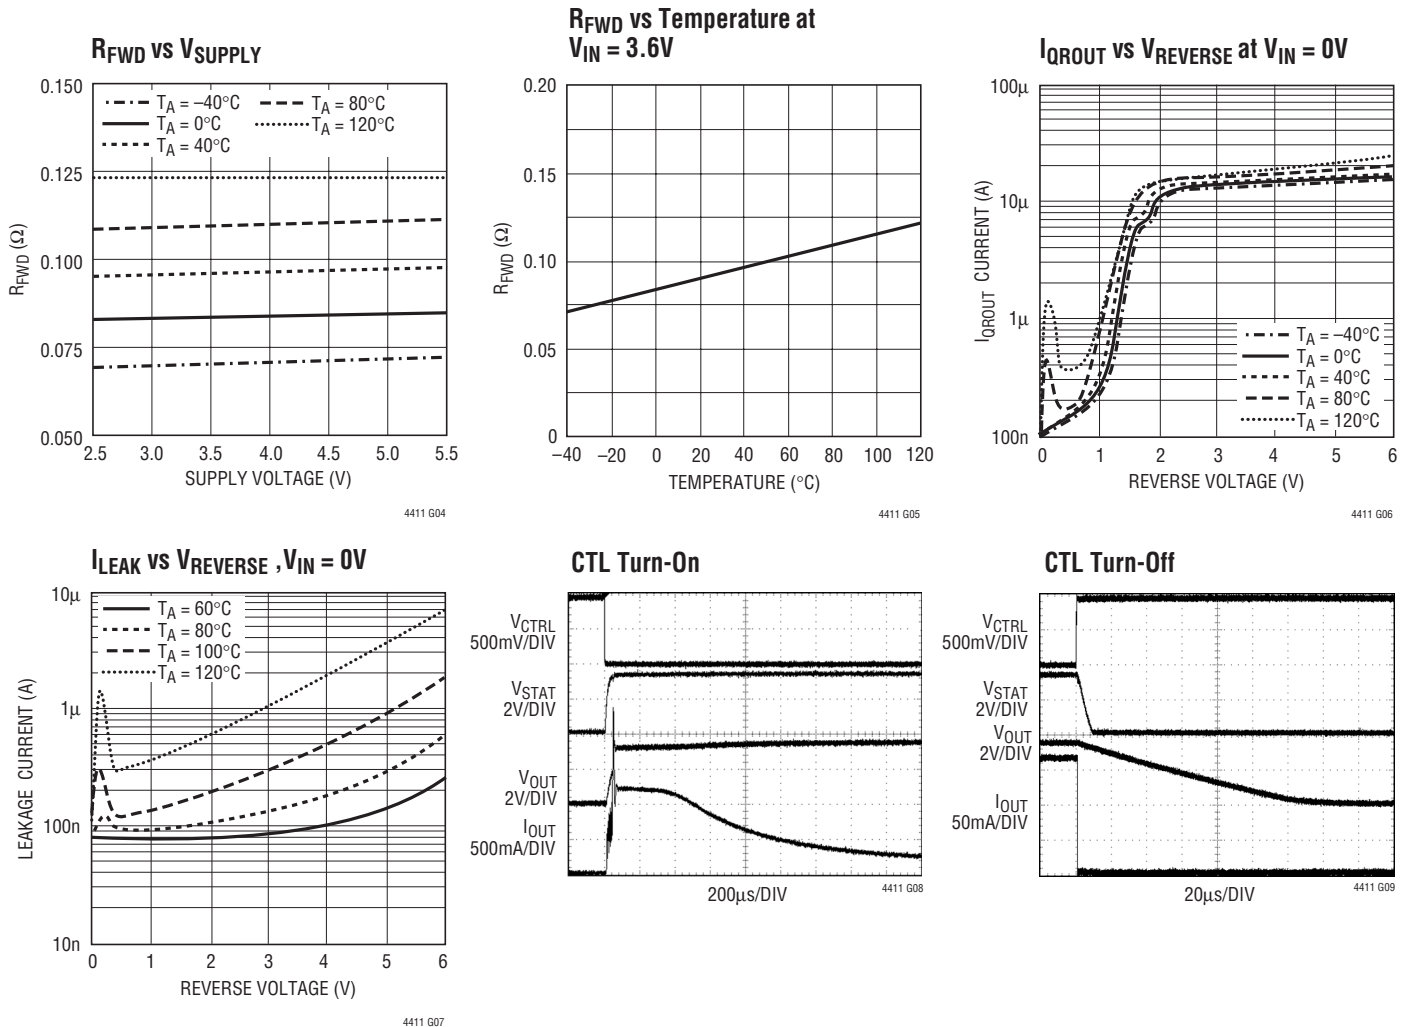 RFWD vs VSUPPLY
0.150
0.125
0.100
0.075
0.050
RFWD (Ω)
TA = –40°C
TA = 0°C
TA = 40°C
TA = 80°C
TA = 120°C
2.5 3.0 3.5 4.0 4.5 5.0 5.5
SUPPLY VOLTAGE (V)
4411 G04
RFWD vs Temperature at
VIN = 3.6V
0.20
0.15
0.10
0.05
0
RFWD (Ω)
–40 –20 0 20 40 60 80 100 120
TEMPERATURE (°C)
4411 G05
IQROUT vs VREVERSE at VIN = 0V
100µ
10µ
1µ
100n
IQROUT CURRENT (A)
TA = –40°C
TA = 0°C
TA = 40°C
TA = 80°C
TA = 120°C
0 1 2 3 4 5 6
REVERSE VOLTAGE (V)
4411 G06
ILEAK vs VREVERSE ,VIN = 0V
10µ
1µ
100n
10n
LEAKAGE CURRENT (A)
TA = 60°C
TA = 80°C
TA = 100°C
TA = 120°C
0 1 2 3 4 5 6
REVERSE VOLTAGE (V)
4411 G07
CTL Turn-On
VCTRL
500mV/DIV
VSTAT
2V/DIV
VOUT
2V/DIV
IOUT
500mA/DIV
200µs/DIV
4411 G08
CTL Turn-Off
VCTRL
500mV/DIV
VSTAT
2V/DIV
VOUT
2V/DIV
IOUT
50mA/DIV
20µs/DIV
4411 G09